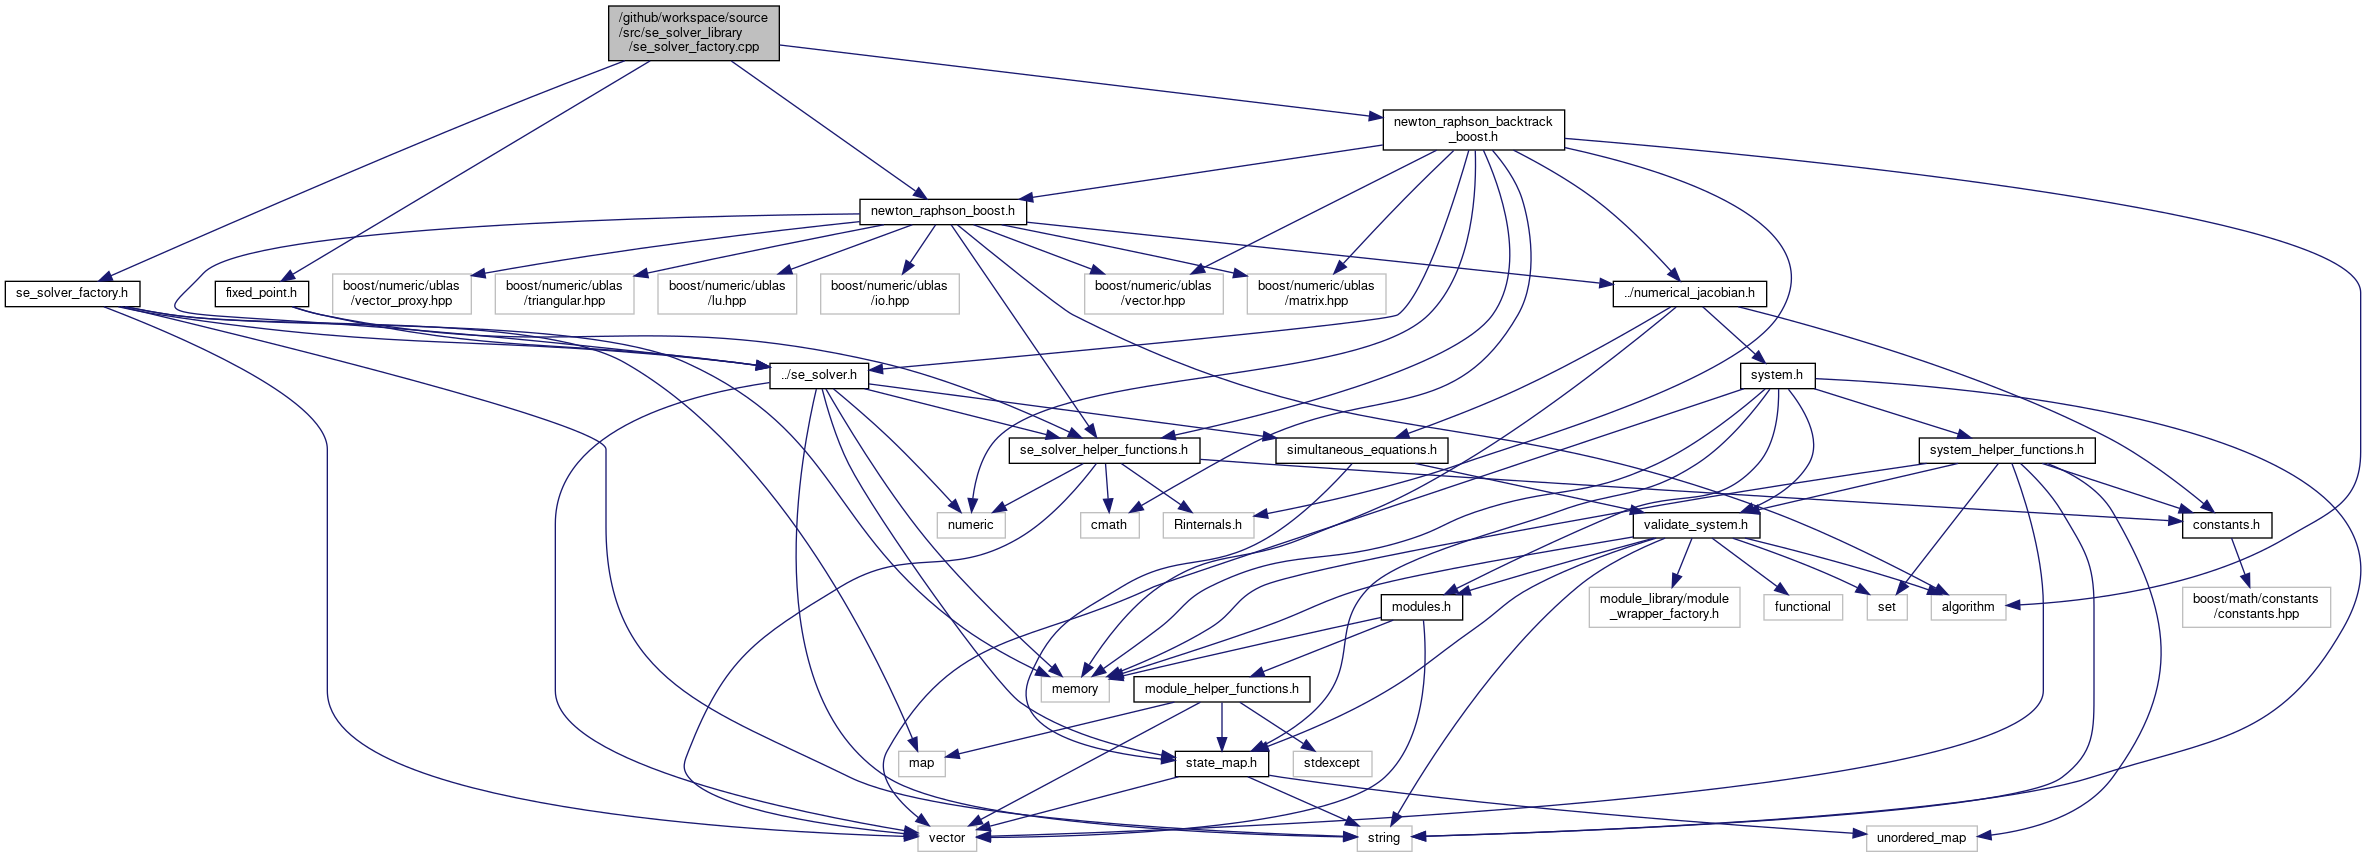 /github/workspace/source
/src/se_solver_library
/se_solver_factory.cpp
newton_raphson_backtrack
_boost.h
newton_raphson_boost.h
se_solver_factory.h
fixed_point.h
boost/numeric/ublas
/vector_proxy.hpp
boost/numeric/ublas
/triangular.hpp
boost/numeric/ublas
/lu.hpp
boost/numeric/ublas
/io.hpp
boost/numeric/ublas
/vector.hpp
boost/numeric/ublas
/matrix.hpp
../numerical_jacobian.h
../se_solver.h
system.h
se_solver_helper_functions.h
simultaneous_equations.h
system_helper_functions.h
numeric
cmath
Rinternals.h
validate_system.h
constants.h
modules.h
module_library/module
_wrapper_factory.h
functional
set
algorithm
boost/math/constants
/constants.hpp
memory
module_helper_functions.h
map
state_map.h
stdexcept
vector
string
unordered_map